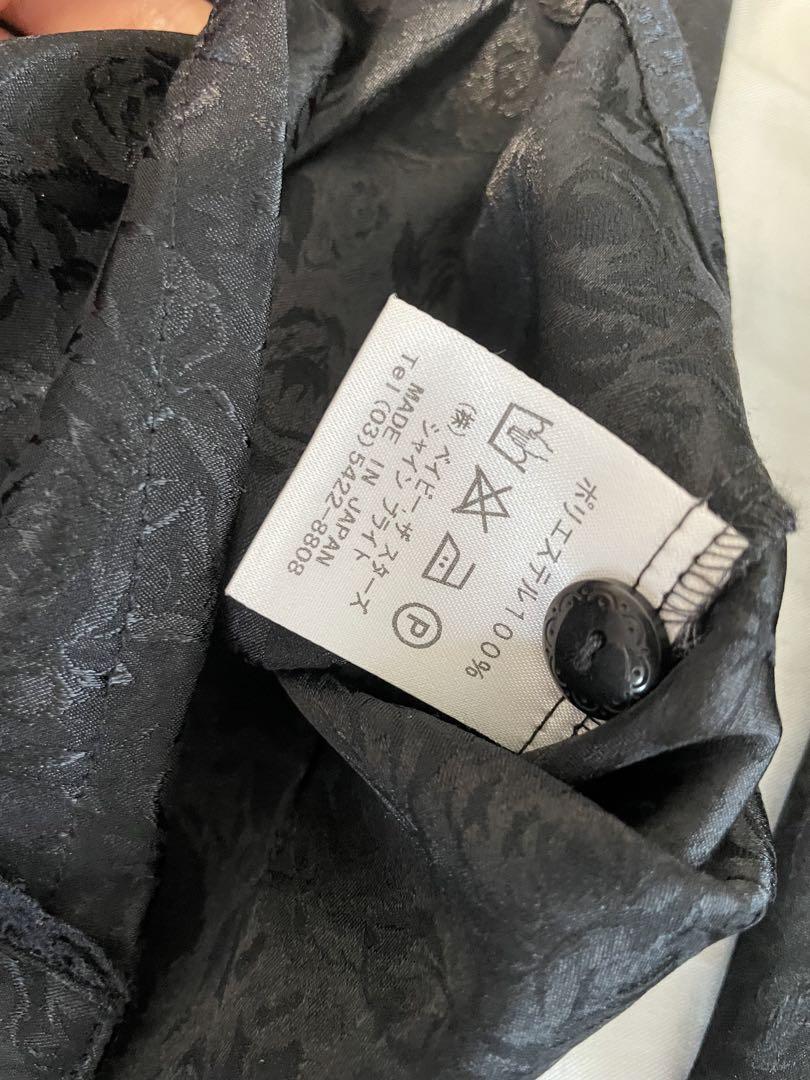 ポリエステル100%
P
(株)ベイビー ザ スターズ
シャイン ブライト
MADE IN JAPAN
Tel(03)5422-8808